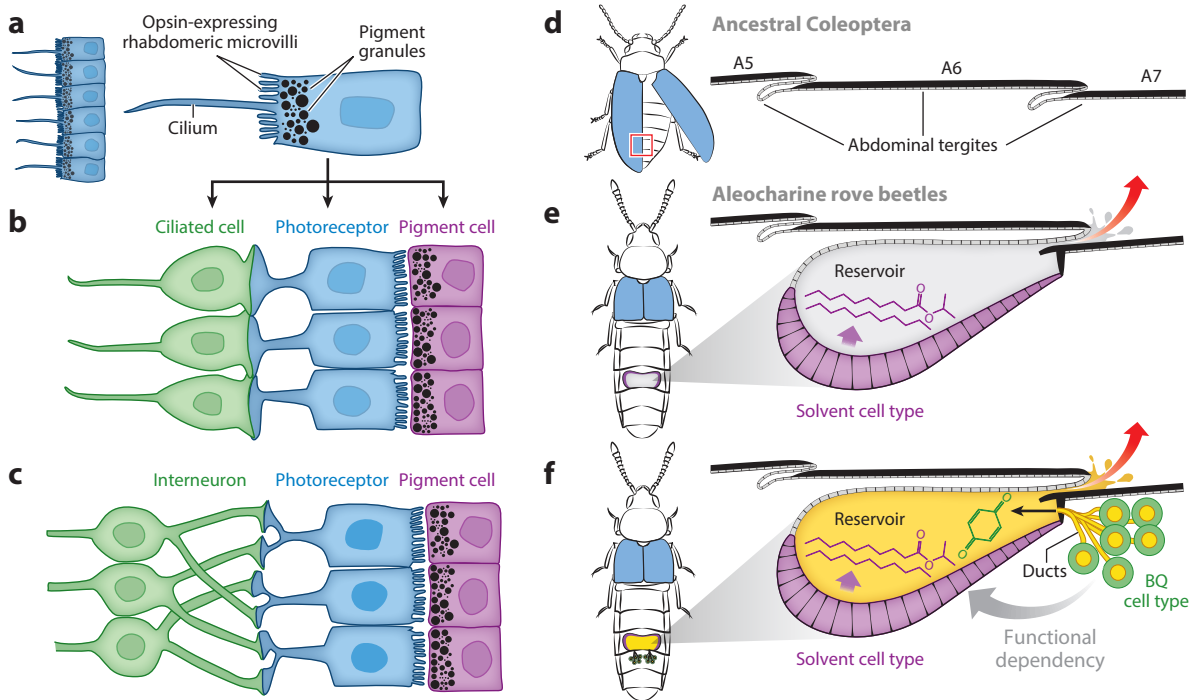 a
Opsin-expressing
rhabdomeric microvilli
Pigment
granules
Cilium
b
Ciliated cell
Photoreceptor
Pigment cell
c
Interneuron
Photoreceptor
Pigment cell
d
Ancestral Coleoptera
A5
A6
A7
Abdominal tergites
Aleocharine rove beetles
e
Reservoir
O
O
Solvent cell type
f
Reservoir
O
O
O
O
Ducts
BQ
cell type
Functional
dependency
Solvent cell type